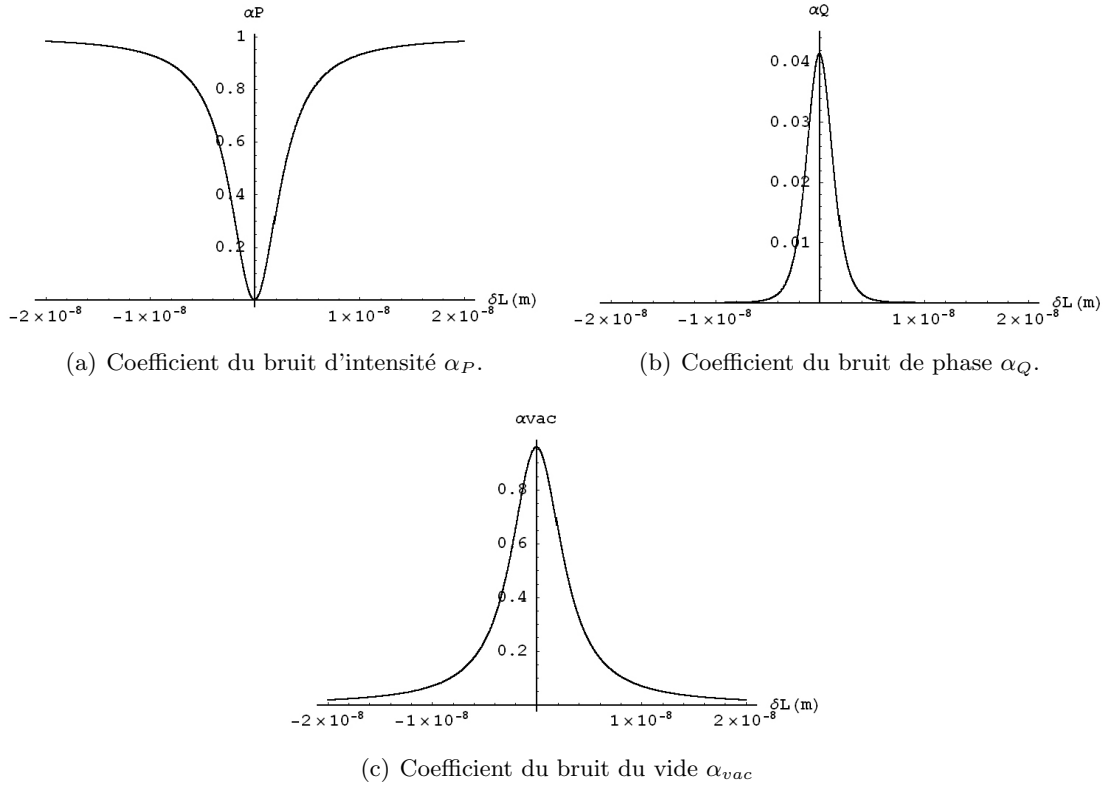 αP
1
0.8
0.6
0.4
0.2
-2×10⁻⁸ -1×10⁻⁸ 1×10⁻⁸ 2×10⁻⁸ δL(m)
(a) Coefficient du bruit d'intensité α_P.
αQ
0.04
0.03
0.02
0.01
-2×10⁻⁸ -1×10⁻⁸ 1×10⁻⁸ 2×10⁻⁸ δL(m)
(b) Coefficient du bruit de phase α_Q.
αvac
0.8
0.6
0.4
0.2
-2×10⁻⁸ -1×10⁻⁸ 1×10⁻⁸ 2×10⁻⁸ δL(m)
(c) Coefficient du bruit du vide α_vac